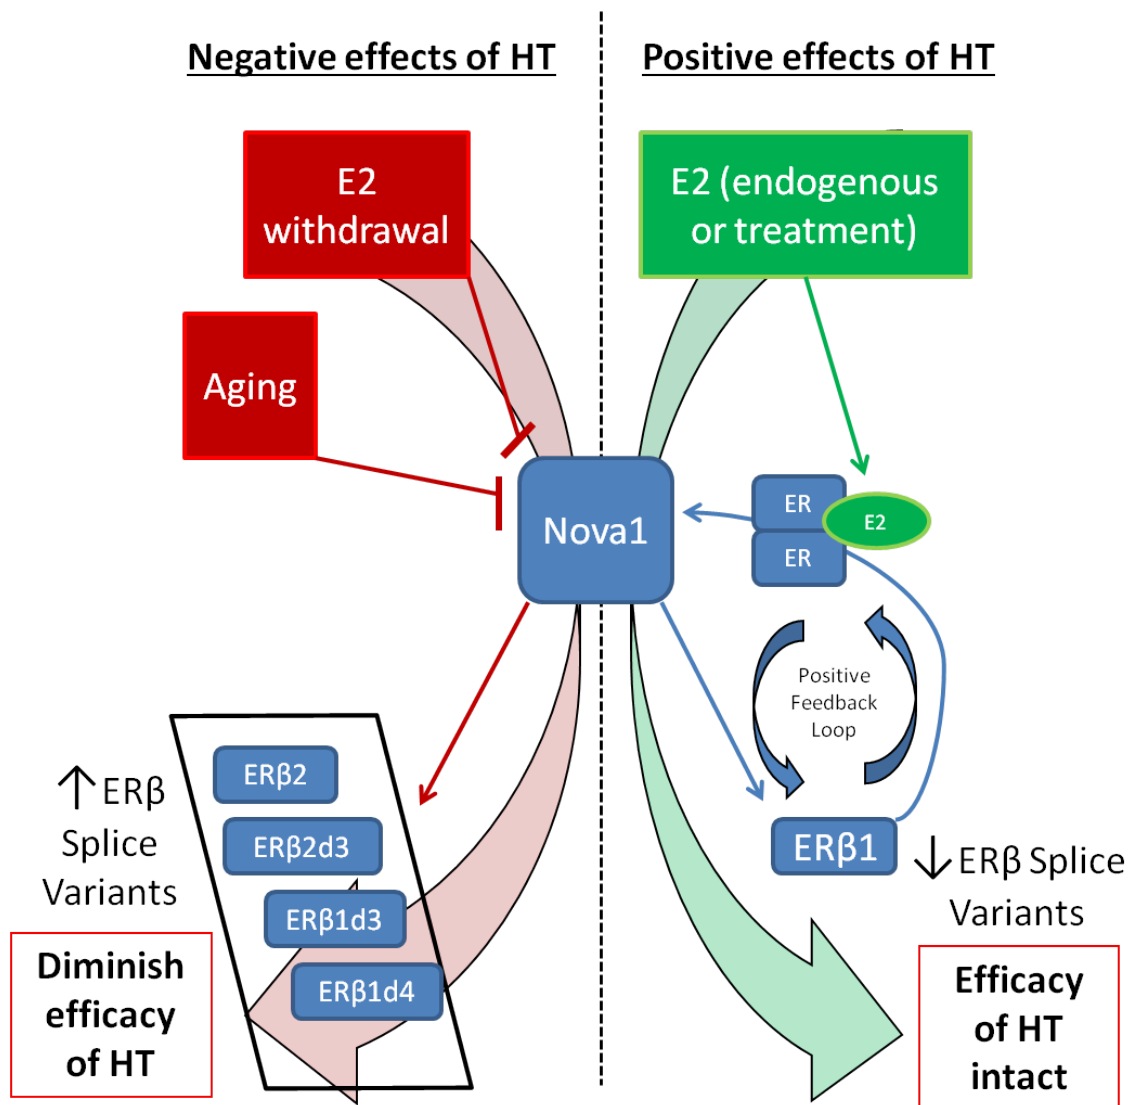 Negative effects of HT
Positive effects of HT
E2
withdrawal
E2 (endogenous
or treatment)
Aging
Nova1
ER
ER
E2
Positive
Feedback
Loop
↑ ERβ
Splice
Variants
ERβ2
ERβ2d3
ERβ1d3
ERβ1d4
ERβ1
↓ ERβ Splice
Variants
Diminish
efficacy
of HT
Efficacy
of HT
intact